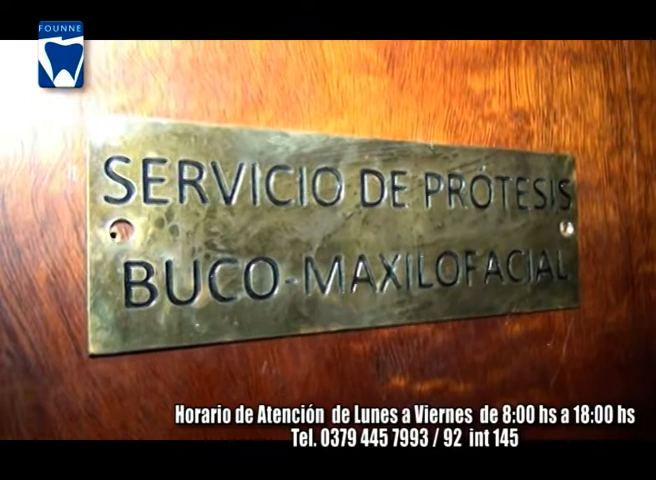 FOUNNE
SERVICIO DE PRÓTESIS
BUCO-MAXILOFACIAL
Horario de Atención de Lunes a Viernes de 8:00 hs a 18:00 hs
Tel. 0379 445 7993 / 92 int 145